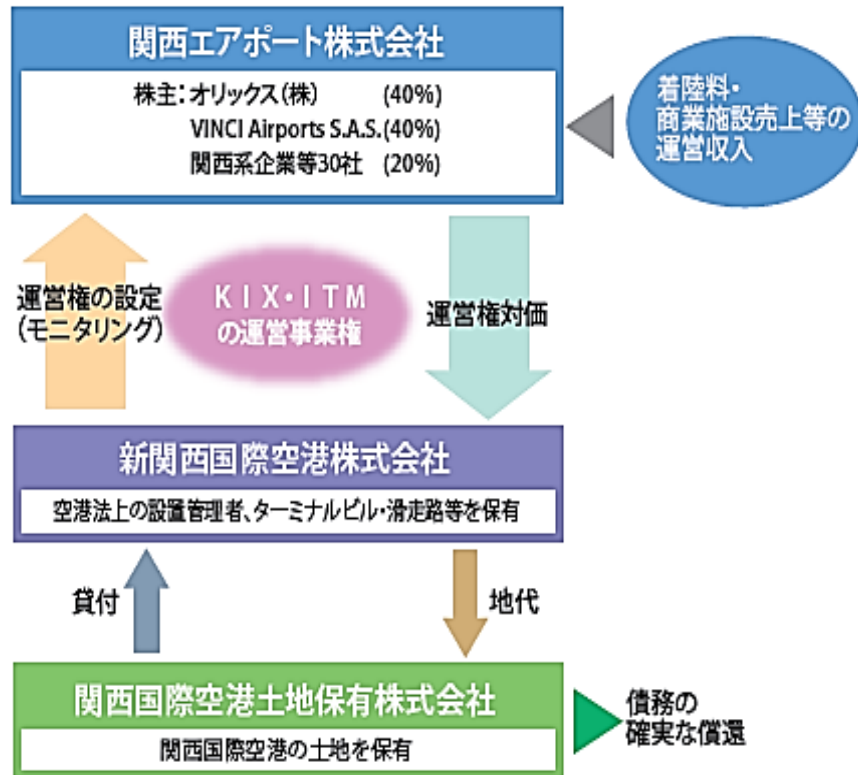 関西エアポート株式会社
株主:オリックス(株) (40%)
VINCI Airports S.A.S.(40%)
関西系企業等30社 (20%)
着陸料・
商業施設売上等の
運営収入
運営権の設定
(モニタリング)
KIX・ITM
の運営事業権
運営権対価
新関西国際空港株式会社
空港法上の設置管理者、ターミナルビル・滑走路等を保有
貸付
地代
関西国際空港土地保有株式会社
関西国際空港の土地を保有
債務の
確実な償還